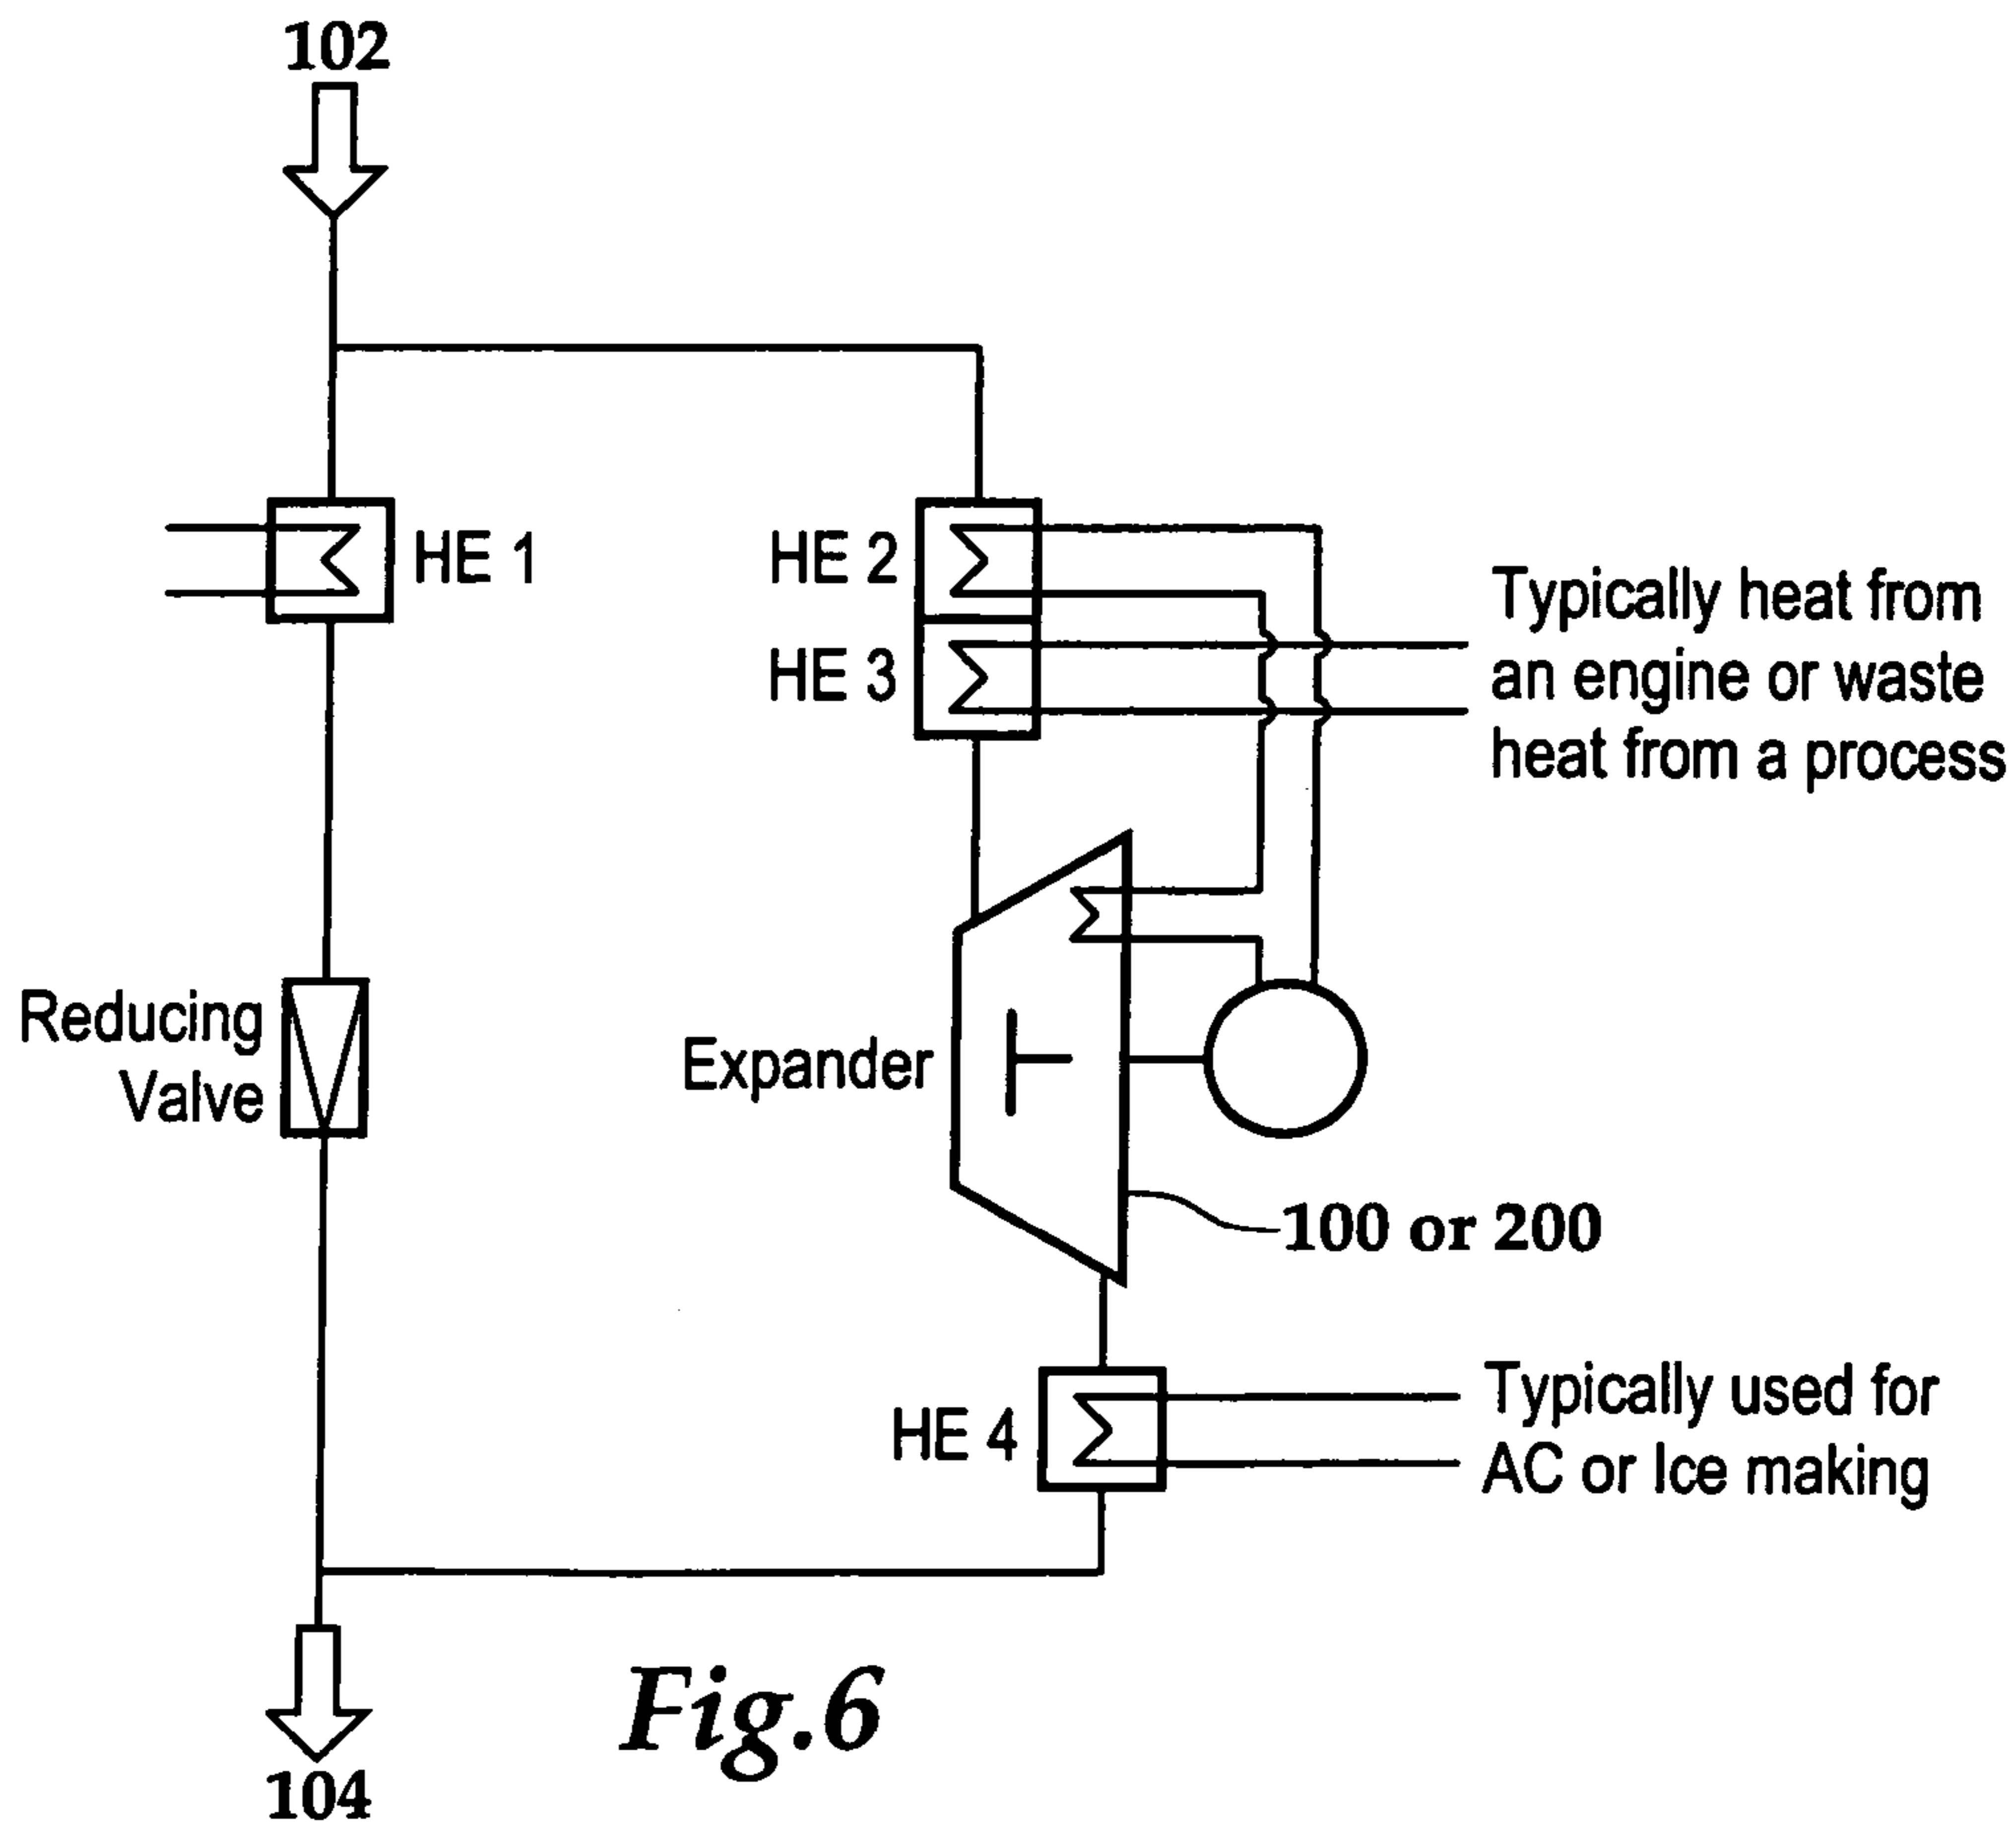 102
HE 1
HE 2
HE 3
Typically heat from
an engine or waste
heat from a process
Reducing
Valve
Expander
100 or 200
HE 4
Typically used for
AC or Ice making
Fig.6
104